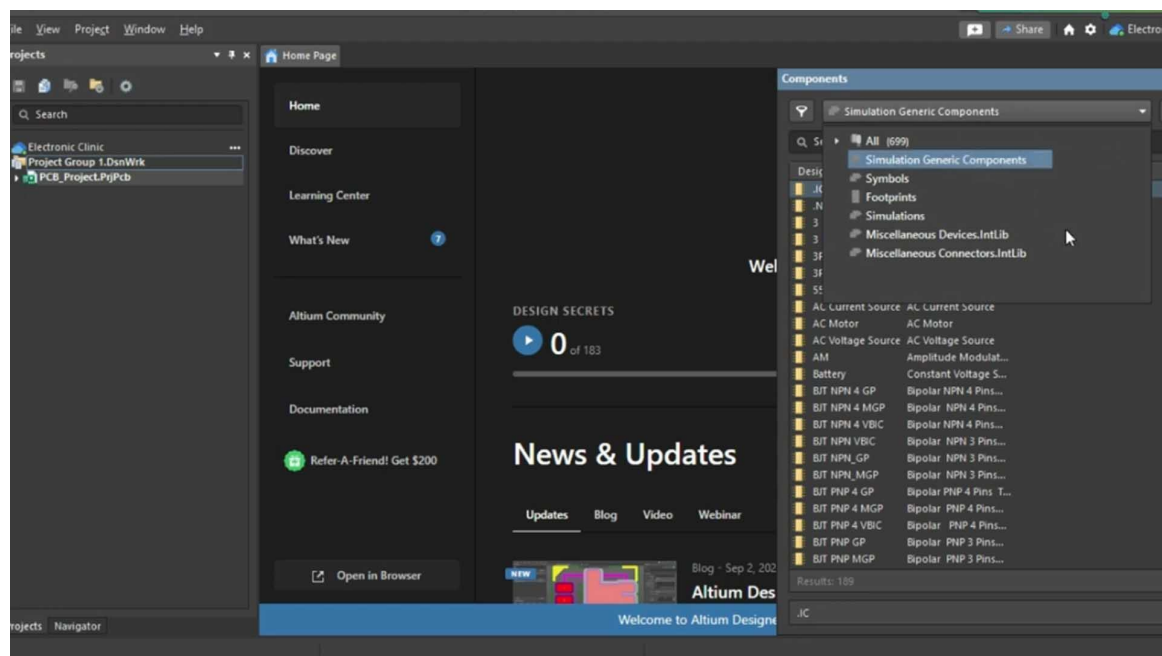 View Project Window Help
Share
Electro
Home Page
Search
Electronic Clinic
Project Group 1.DsnWrk
PCB_Project.PrjPcb
Navigator
Home
Discover
Learning Center
What's New 7
Altium Community
Support
Documentation
Refer-A-Friend! Get $200
Open in Browser
Wel
DESIGN SECRETS
0 of 183
News & Updates
Updates Blog Video Webinar
NEW
Blog - Sep 2, 202
Altium Des
Welcome to Altium Designe
Components
Simulation Generic Components
All (699)
Simulation Generic Components
Symbols
Footprints
Simulations
Miscellaneous Devices.IntLib
Miscellaneous Connectors.IntLib
Desig
.IC
.N
3
3
3P
3P
55
AC Current Source AC Current Source
AC Motor AC Motor
AC Voltage Source AC Voltage Source
AM Amplitude Modulat...
Battery Constant Voltage S...
BJT NPN 4 GP Bipolar NPN 4 Pins...
BJT NPN 4 MGP Bipolar NPN 4 Pins...
BJT NPN 4 VBIC Bipolar NPN 4 Pins...
BJT NPN VBIC Bipolar NPN 3 Pins...
BJT NPN_GP Bipolar NPN 3 Pins...
BJT NPN_MGP Bipolar NPN 3 Pins...
BJT PNP 4 GP Bipolar PNP 4 Pins T...
BJT PNP 4 MGP Bipolar PNP 4 Pins...
BJT PNP 4 VBIC Bipolar PNP 4 Pins...
BJT PNP GP Bipolar PNP 3 Pins...
BJT PNP MGP Bipolar PNP 3 Pins...
Results: 189
.IC